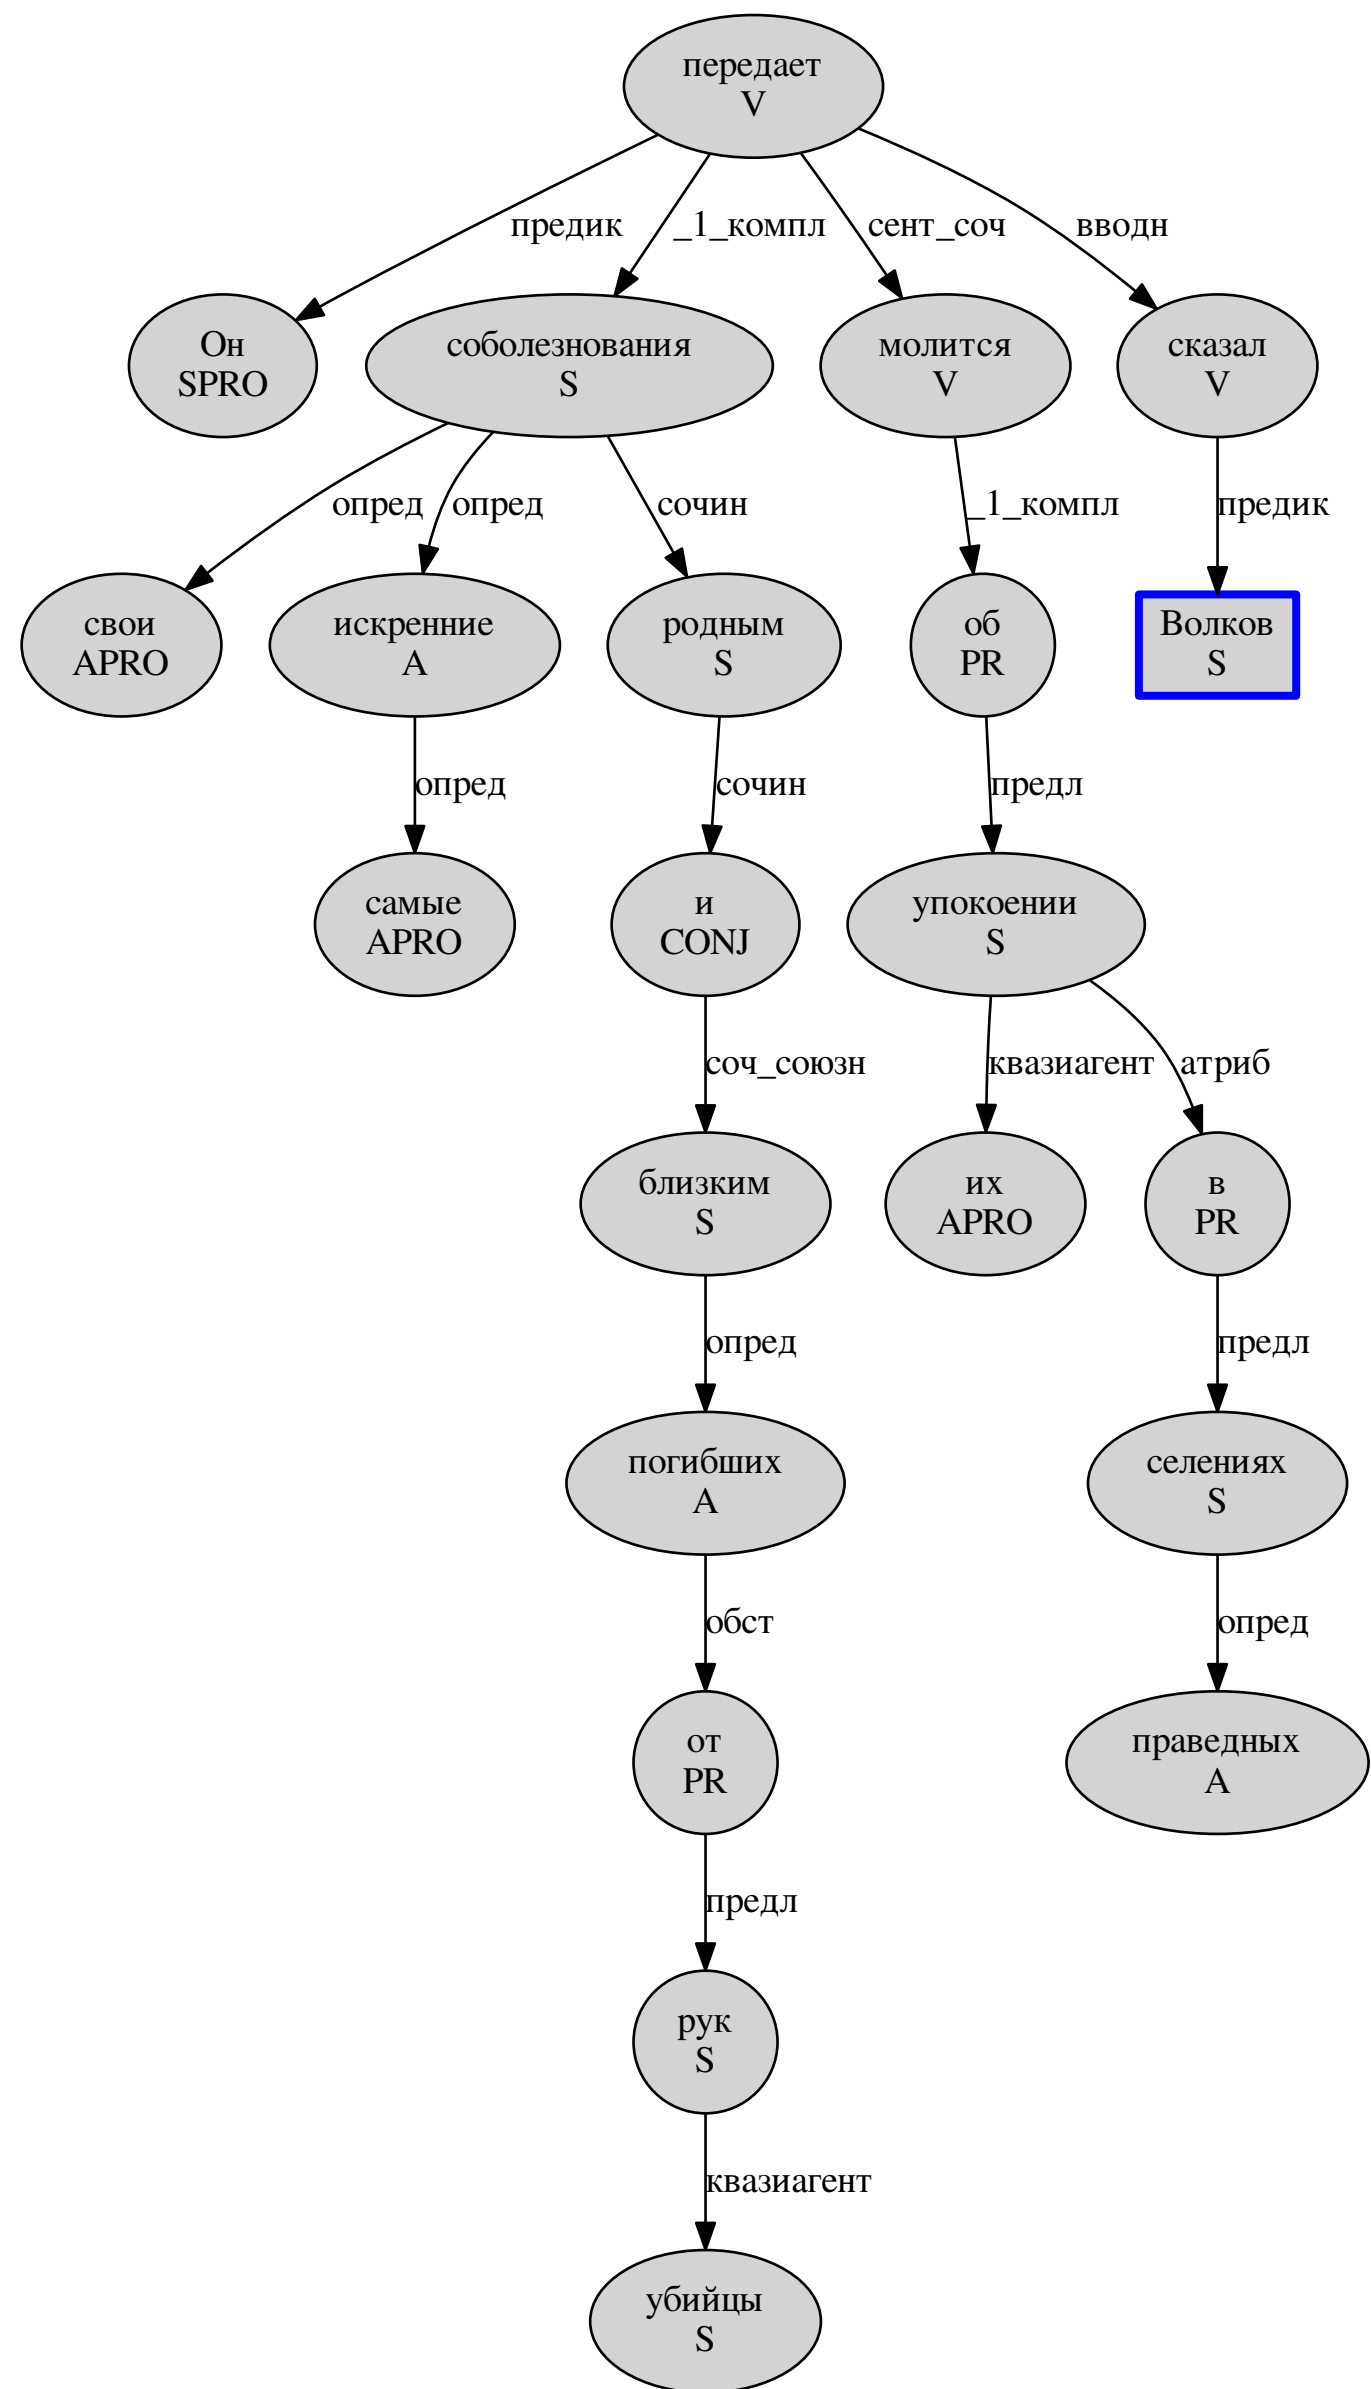 передает
V
предик
_1_компл
сент_соч
вводн
Он
SPRO
соболезнования
S
молится
V
сказал
V
опред
опред
сочин
_1_компл
предик
свои
APRO
искренние
A
родным
S
об
PR
Волков
S
опред
сочин
предл
самые
APRO
и
CONJ
упокоении
S
соч_союзн
квазиагент
атриб
близким
S
их
APRO
в
PR
опред
предл
погибших
A
селениях
S
обст
опред
от
PR
праведных
A
предл
рук
S
квазиагент
убийцы
S